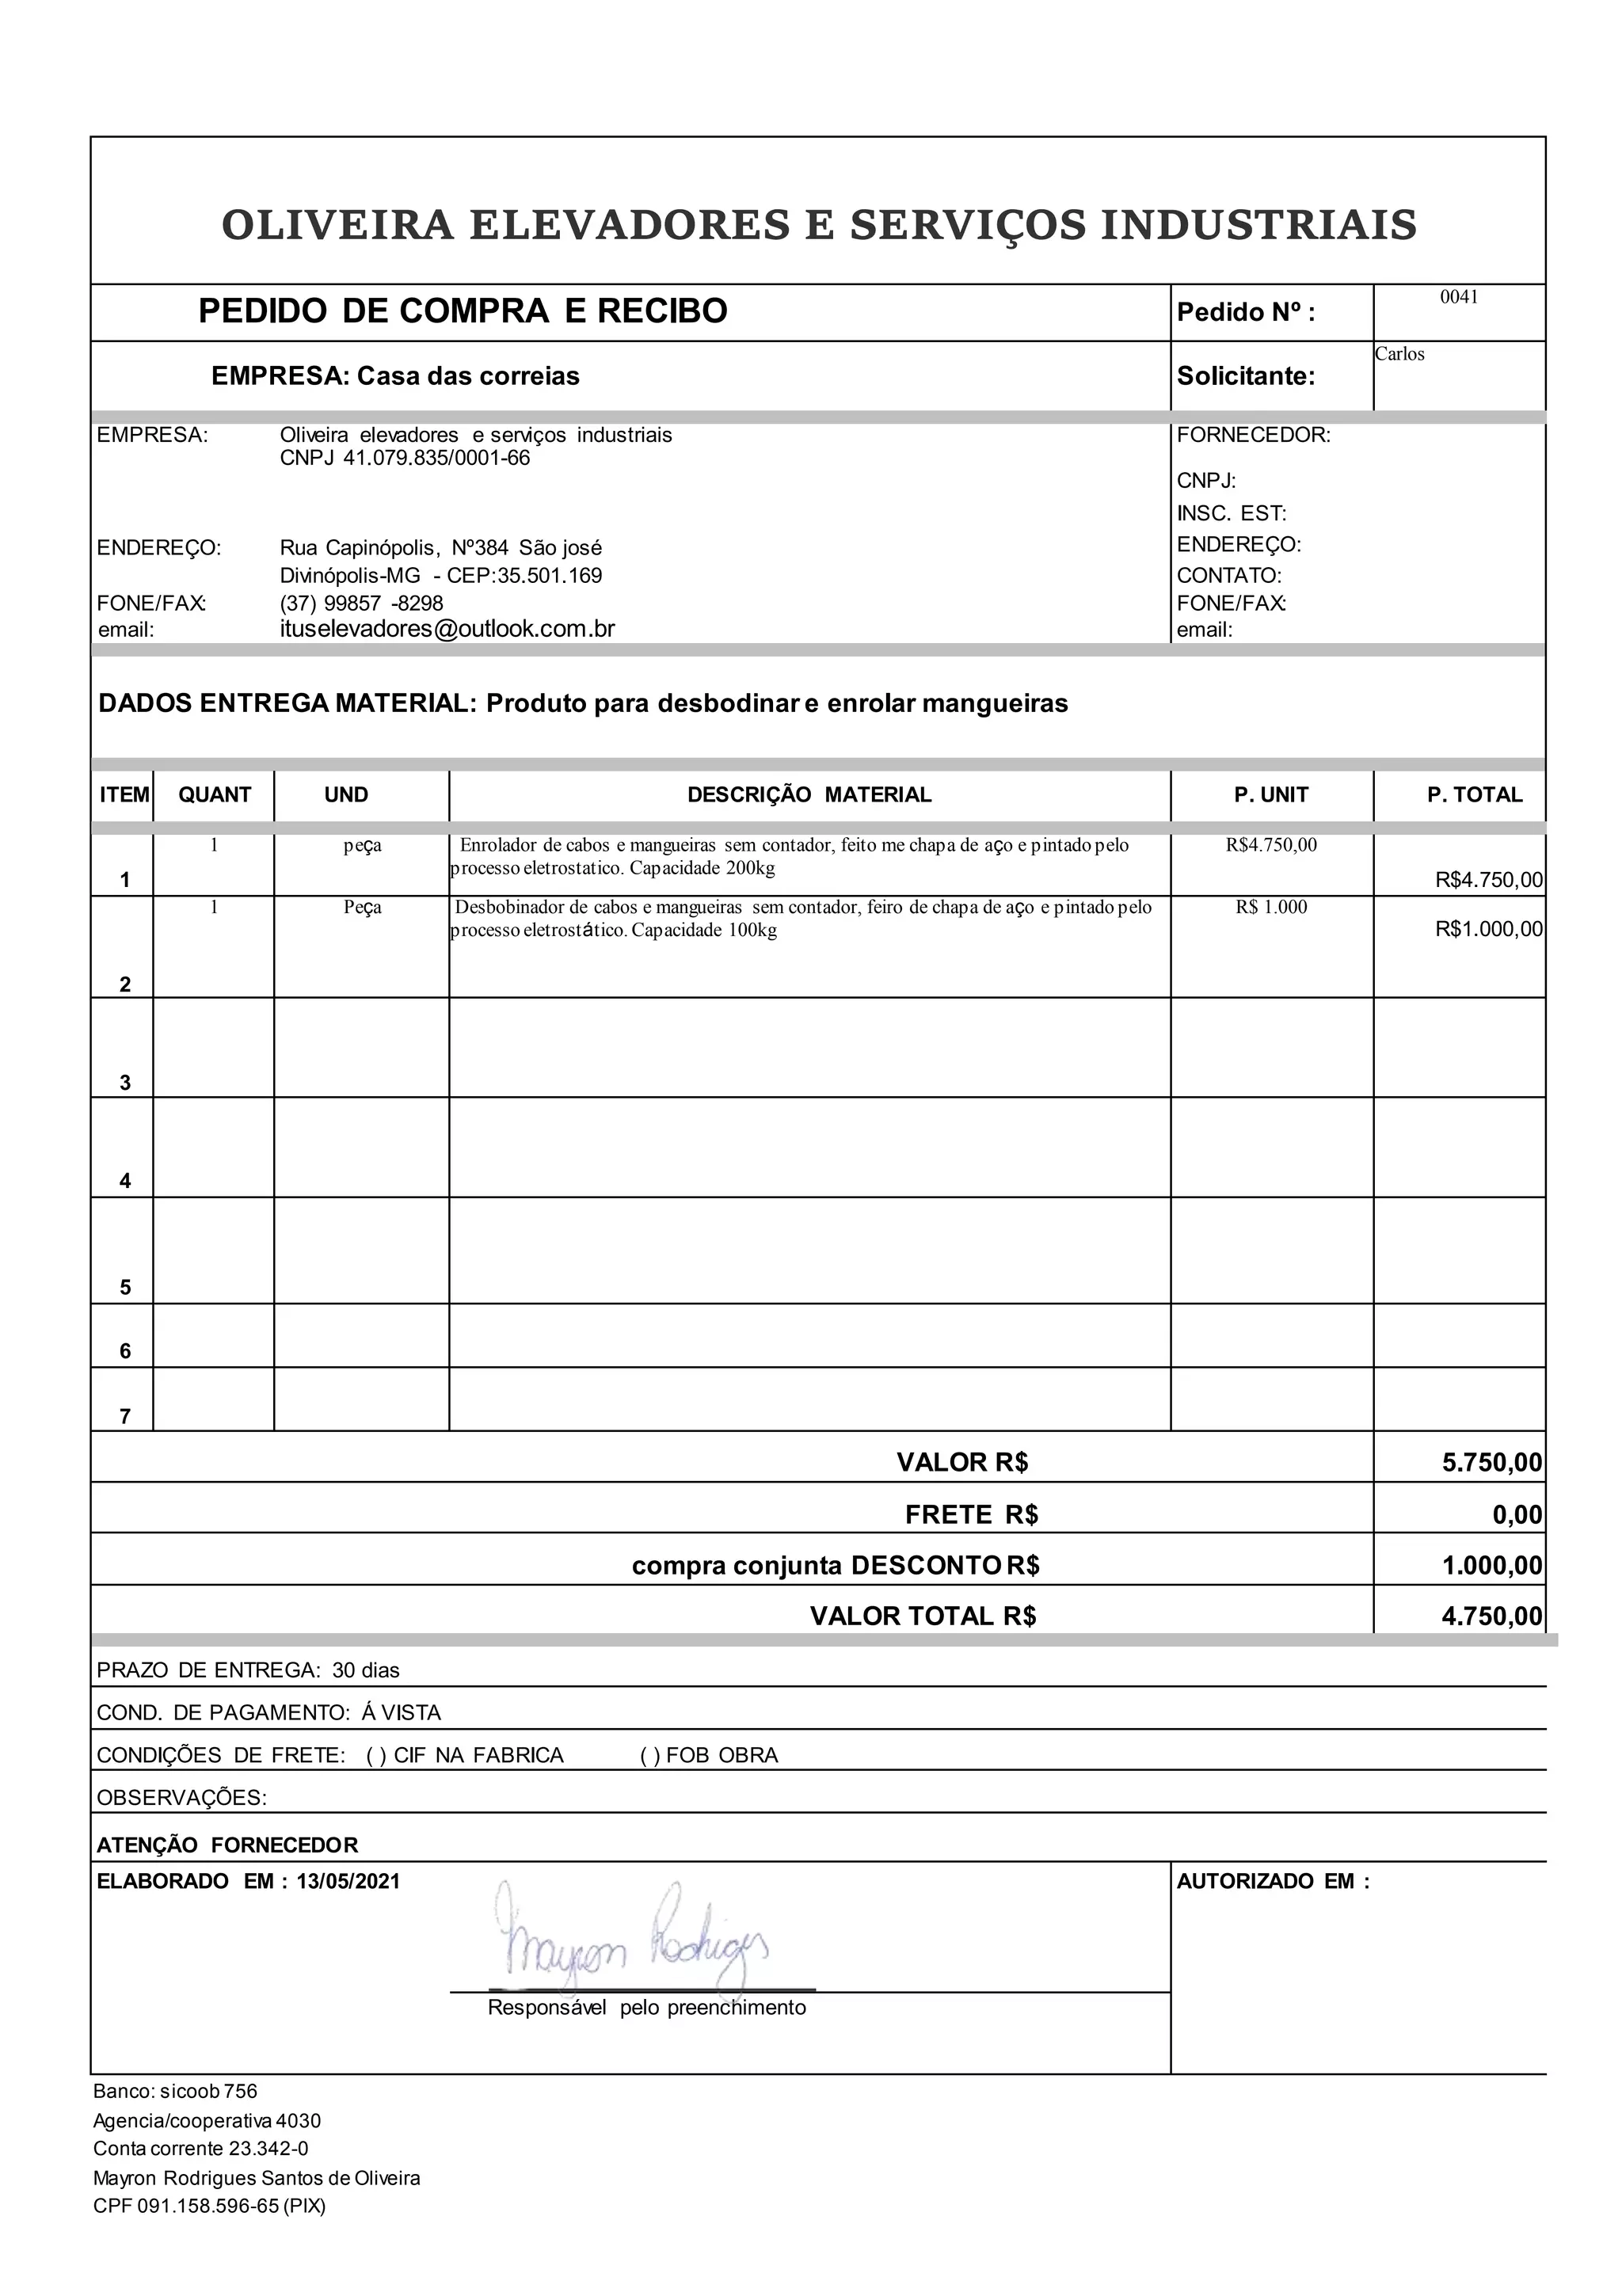 OLIVEIRA ELEVADORES E SERVIÇOS INDUSTRIAIS
PEDIDO DE COMPRA E RECIBO
Pedido Nº :
0041
EMPRESA: Casa das correias
Solicitante:
Carlos
EMPRESA: Oliveira elevadores e serviços industriais
CNPJ 41.079.835/0001-66
ENDEREÇO: Rua Capinópolis, Nº384 São josé
Divinópolis-MG - CEP:35.501.169
FONE/FAX: (37) 99857 -8298
email: ituselevadores@outlook.com.br
FORNECEDOR:
CNPJ:
INSC. EST:
ENDEREÇO:
CONTATO:
FONE/FAX:
email:
DADOS ENTREGA MATERIAL: Produto para desbodinar e enrolar mangueiras
ITEM QUANT UND DESCRIÇÃO MATERIAL P. UNIT P. TOTAL
1 1 peça Enrolador de cabos e mangueiras sem contador, feito me chapa de aço e pintado pelo
processo eletrostatico. Capacidade 200kg R$4.750,00 R$4.750,00
2 1 Peça Desbobinador de cabos e mangueiras sem contador, feiro de chapa de aço e pintado pelo
processo eletrostático. Capacidade 100kg R$ 1.000 R$1.000,00
3
4
5
6
7
VALOR R$ 5.750,00
FRETE R$ 0,00
compra conjunta DESCONTO R$ 1.000,00
VALOR TOTAL R$ 4.750,00
PRAZO DE ENTREGA: 30 dias
COND. DE PAGAMENTO: Á VISTA
CONDIÇÕES DE FRETE: ( ) CIF NA FABRICA ( ) FOB OBRA
OBSERVAÇÕES:
ATENÇÃO FORNECEDOR
ELABORADO EM : 13/05/2021
AUTORIZADO EM :
Mayron Rodrigues
Responsável pelo preenchimento
Banco: sicoob 756
Agencia/cooperativa 4030
Conta corrente 23.342-0
Mayron Rodrigues Santos de Oliveira
CPF 091.158.596-65 (PIX)